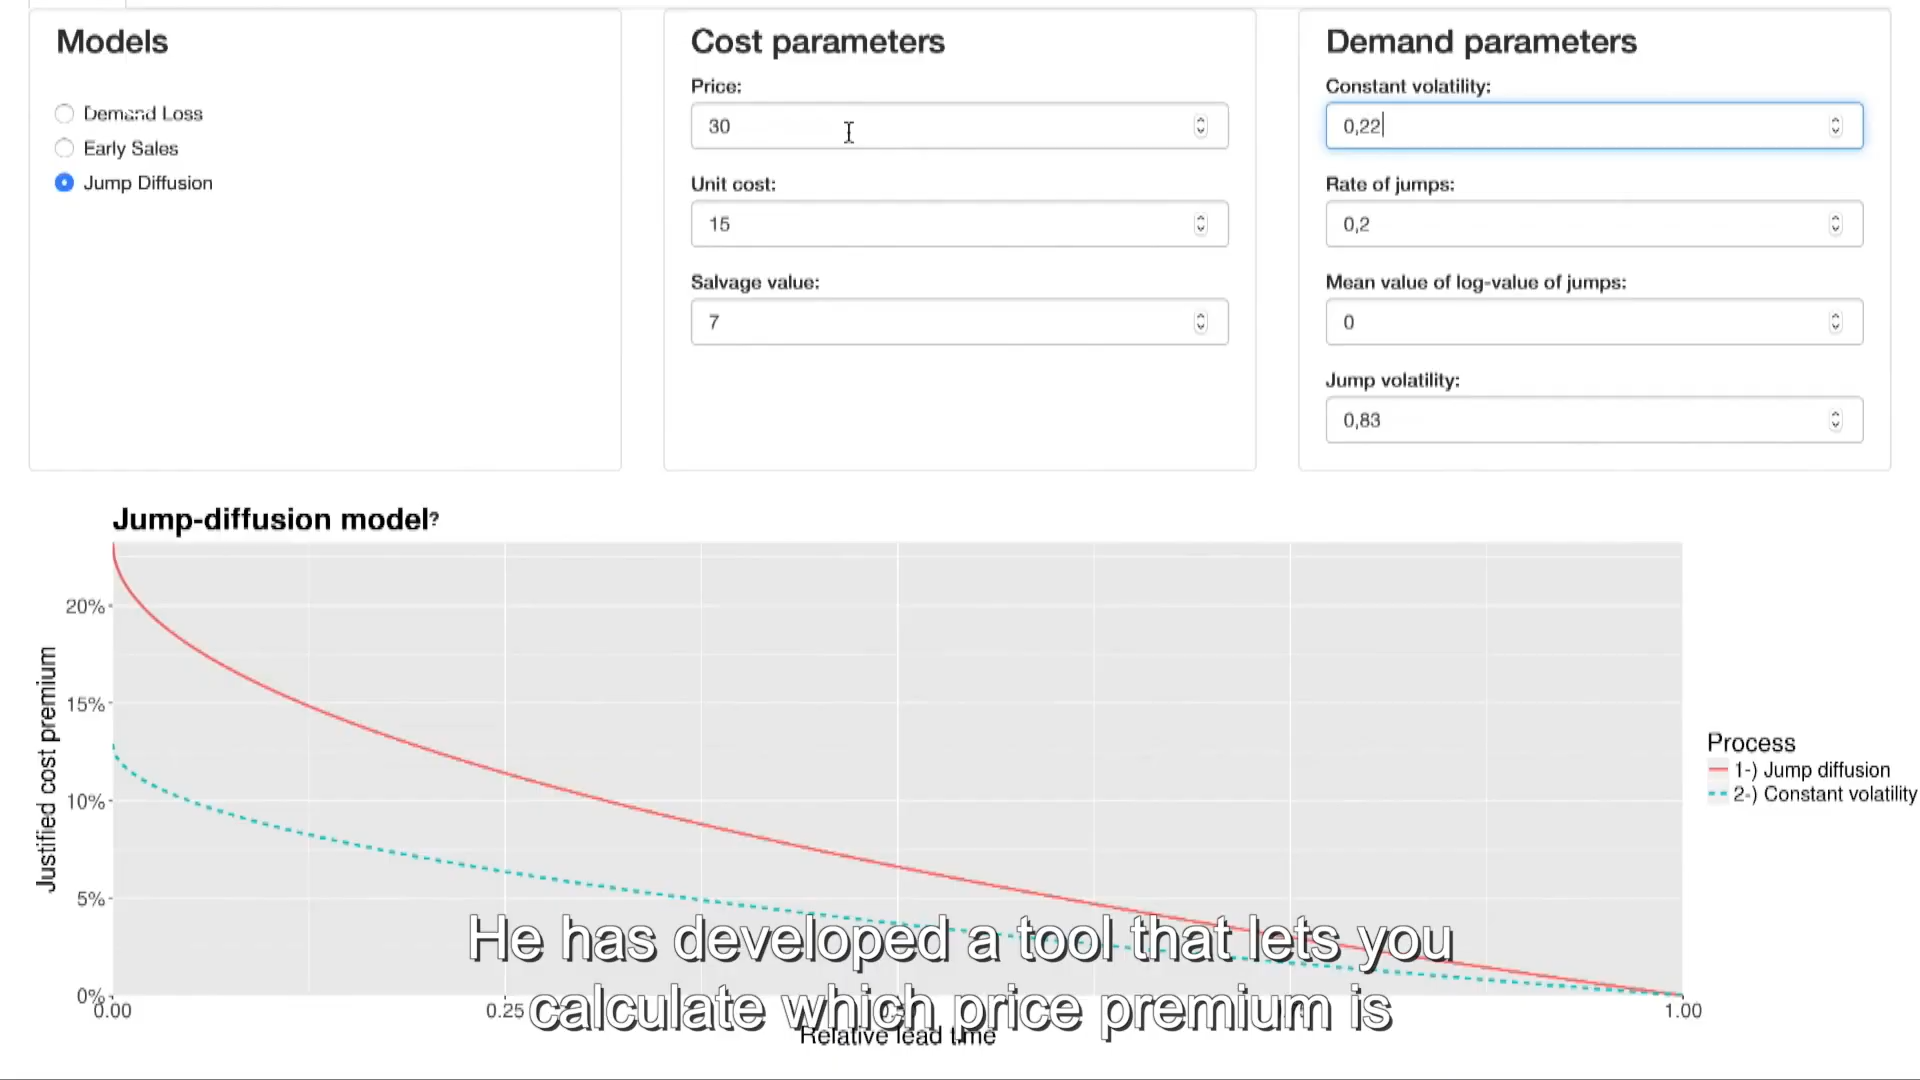 Models
Demand Loss
Early Sales
Jump Diffusion
Cost parameters
Price:
30
Unit cost:
15
Salvage value:
7
Demand parameters
Constant volatility:
0,22
Rate of jumps:
0,2
Mean value of log-value of jumps:
0
Jump volatility:
0,83
Jump-diffusion model?
Justified cost premium
20%
15%
10%
5%
0%
0.00
0.25
1.00
Relative lead time
Process
1-) Jump diffusion
2-) Constant volatility
He has developed a tool that lets you
calculate which price premium is